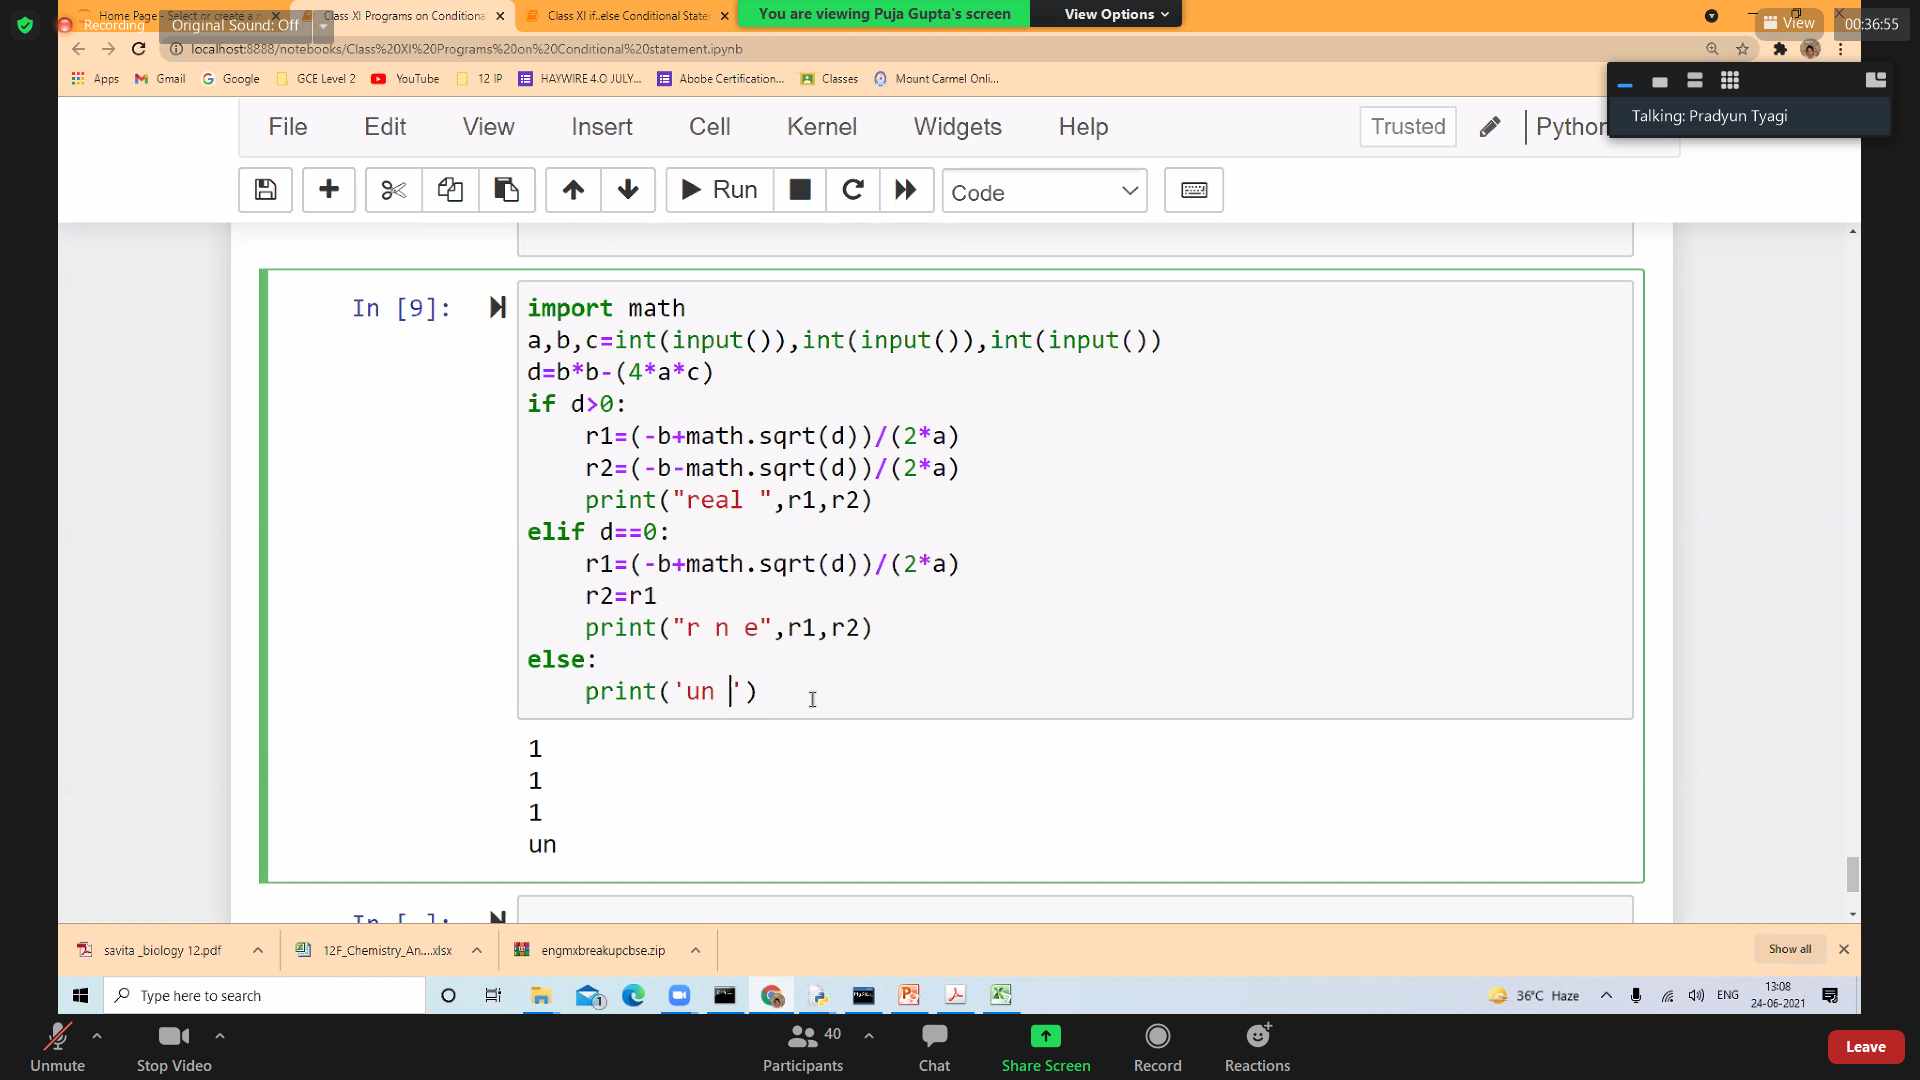 Home Page - Select or create a n
Class XI Programs on Conditiona
Class XI if..else Conditional Stater
You are viewing Puja Gupta's screen
View Options
Recording
Original Sound: Off
View
00:36:55
localhost:8888/notebooks/Class%20XI%20Programs%20on%20Conditional%20statement.ipynb
Apps
Gmail
Google
GCE Level 2
YouTube
12 IP
HAYWIRE 4.O JULY...
Adobe Certification...
Classes
Mount Carmel Onli...
Talking: Pradyun Tyagi
File
Edit
View
Insert
Cell
Kernel
Widgets
Help
Trusted
Python
Run
Code
In [9]:
import math
a,b,c=int(input()),int(input()),int(input())
d=b*b-(4*a*c)
if d>0:
    r1=(-b+math.sqrt(d))/(2*a)
    r2=(-b-math.sqrt(d))/(2*a)
    print("real ",r1,r2)
elif d==0:
    r1=(-b+math.sqrt(d))/(2*a)
    r2=r1
    print("r n e",r1,r2)
else:
    print('un ')
1
1
1
un
In [ ]:
savita _biology 12.pdf
12F_Chemistry_An....xlsx
engmxbreakupcbse.zip
Show all
Type here to search
1
36°C Haze
ENG
13:08
24-06-2021
Unmute
Stop Video
Participants
40
Chat
Share Screen
Record
Reactions
Leave